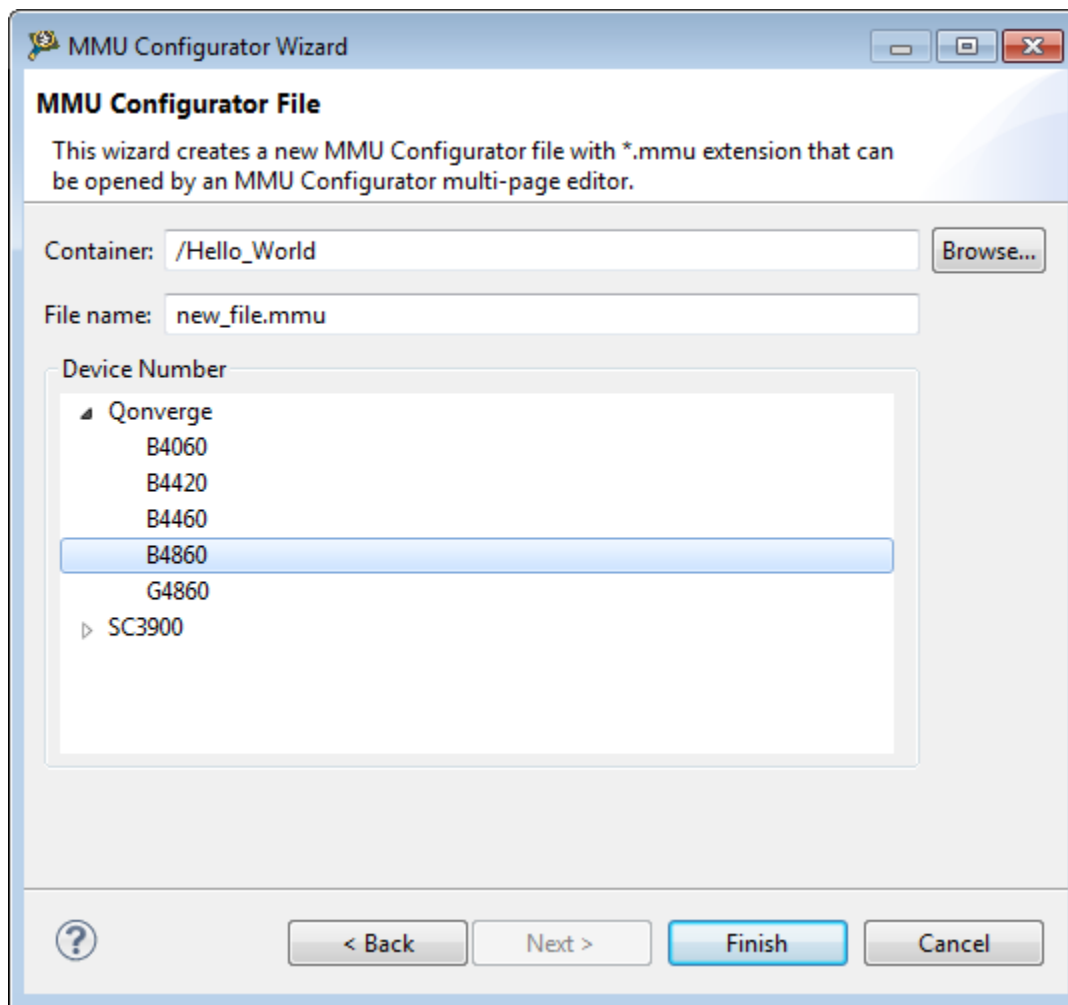 MMU Configurator Wizard
MMU Configurator File
This wizard creates a new MMU Configurator file with *.mmu extension that can
be opened by an MMU Configurator multi-page editor.
Container: /Hello_World Browse...
File name: new_file.mmu
Device Number
Qonverge
B4060
B4420
B4460
B4860
G4860
SC3900
? < Back Next > Finish Cancel